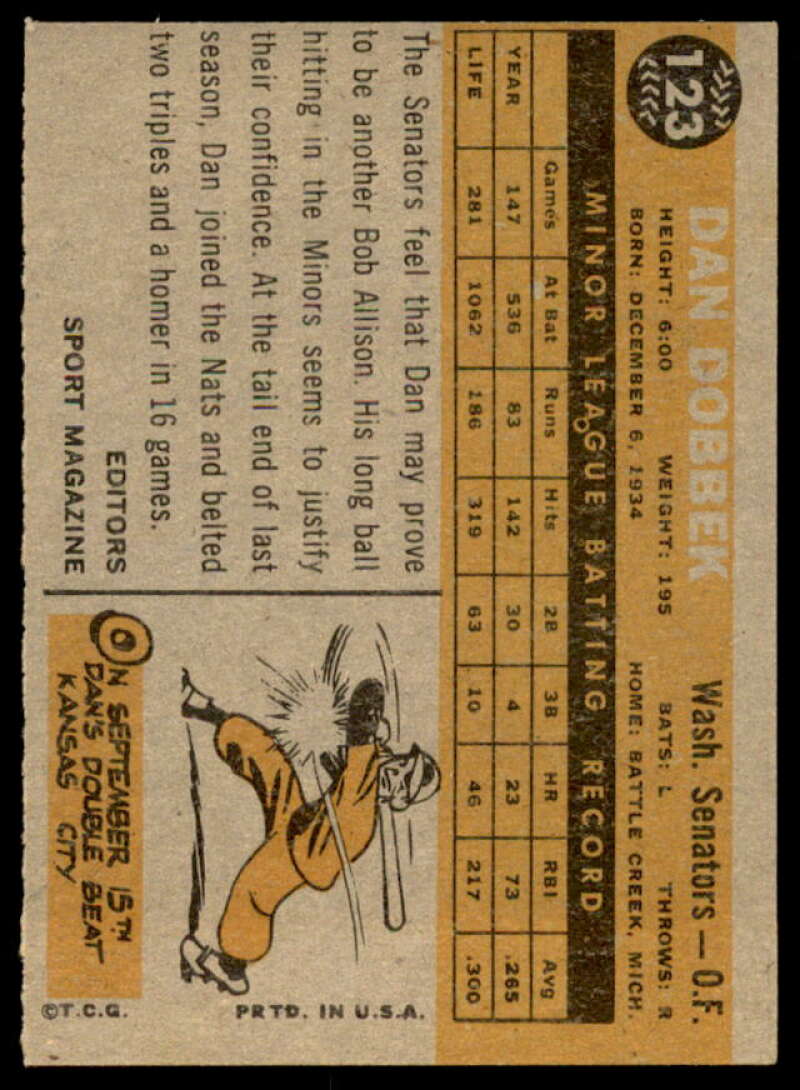 123
DAN DOBBEK
Wash. Senators — O.F.
HEIGHT: 6:00 WEIGHT: 195 BATS: L THROWS: R
BORN: DECEMBER 6, 1934 HOME: BATTLE CREEK, MICH.
MINOR LEAGUE BATTING RECORD
Games At Bat Runs Hits 2B 3B HR RBI Avg
YEAR 147 536 83 142 30 4 23 73 .265
LIFE 281 1062 186 319 63 10 46 217 .300
The Senators feel that Dan may prove
to be another Bob Allison. His long ball
hitting in the Minors seems to justify
their confidence. At the tail end of last
season, Dan joined the Nats and belted
two triples and a homer in 16 games.
EDITORS
SPORT MAGAZINE
ON SEPTEMBER 15TH
DAN'S DOUBLE BEAT
KANSAS CITY
©T.C.G. PRTD. IN U.S.A.